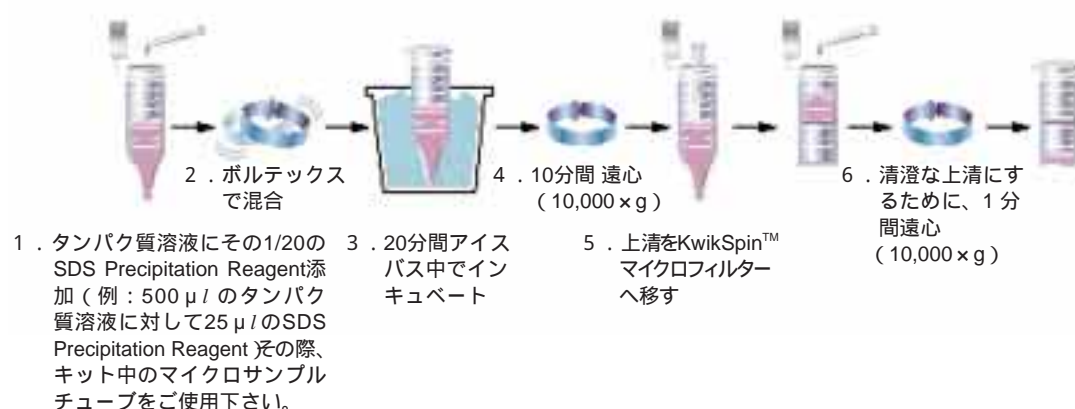 2．ボルテックス
で混合
4．10分間 遠心
（10,000×g）
6．清澄な上清にす
るために、1分
間遠心
（10,000×g）
1．タンパク質溶液にその1/20の
SDS Precipitation Reagent添
加（例：500μlのタンパク
質溶液に対して25μlのSDS
Precipitation Reagent）その際、
キット中のマイクロサンプル
チューブをご使用下さい。
3．20分間アイス
バス中でイン
キュベート
5．上清をKwikSpin™
マイクロフィルター
へ移す